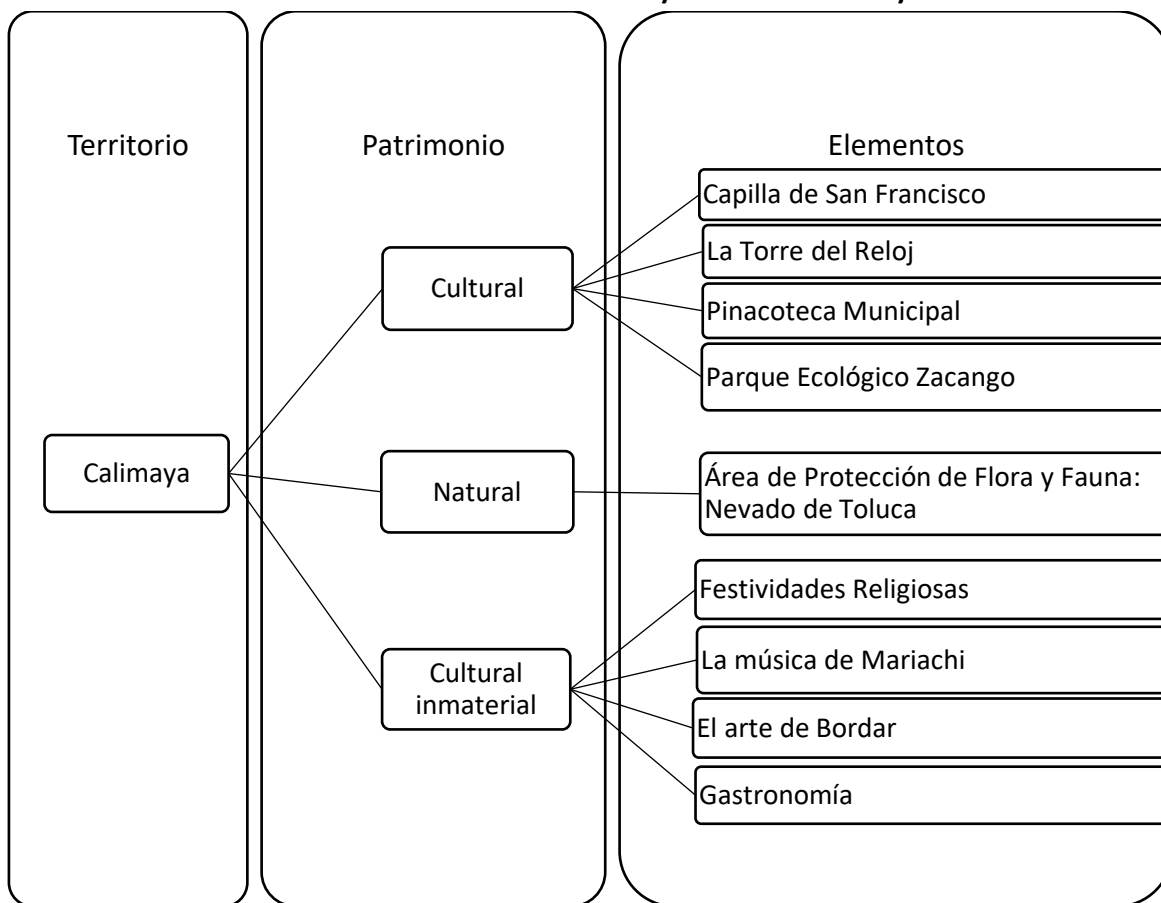 Territorio
Patrimonio
Elementos
Calimaya
Cultural
Natural
Cultural
inmaterial
Capilla de San Francisco
La Torre del Reloj
Pinacoteca Municipal
Parque Ecológico Zacango
Área de Protección de Flora y Fauna:
Nevado de Toluca
Festividades Religiosas
La música de Mariachi
El arte de Bordar
Gastronomía